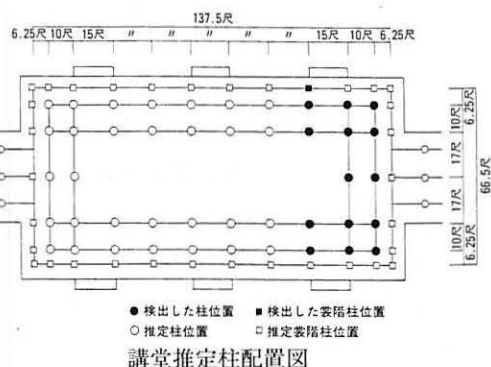 137.5尺
6.25尺 10尺 15尺 〃 〃 〃 〃 〃 15尺 10尺 6.25尺
6.25尺
10尺
17尺
66.5尺
17尺
10尺
6.25尺
● 検出した柱位置 ■ 検出した裳階柱位置
○ 推定柱位置 □ 推定裳階柱位置
講堂推定柱配置図